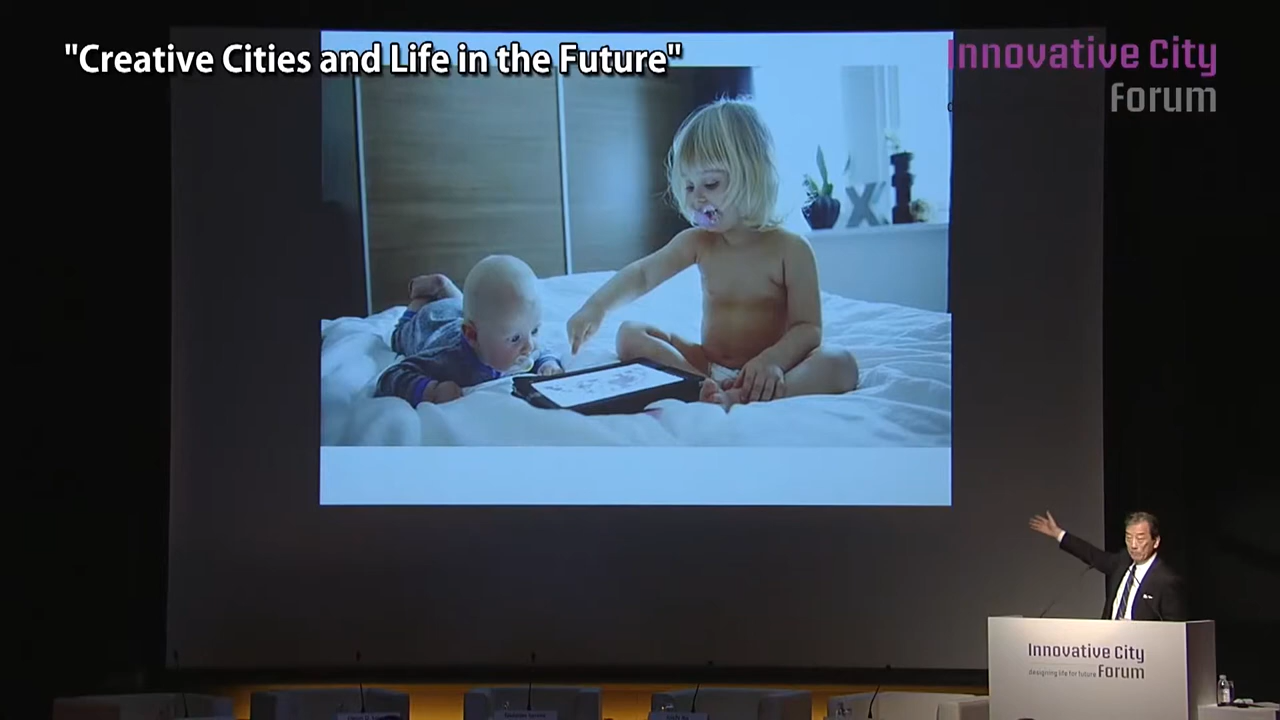 "Creative Cities and Life in the Future"
Innovative City
Forum
Innovative City
designing life for future Forum